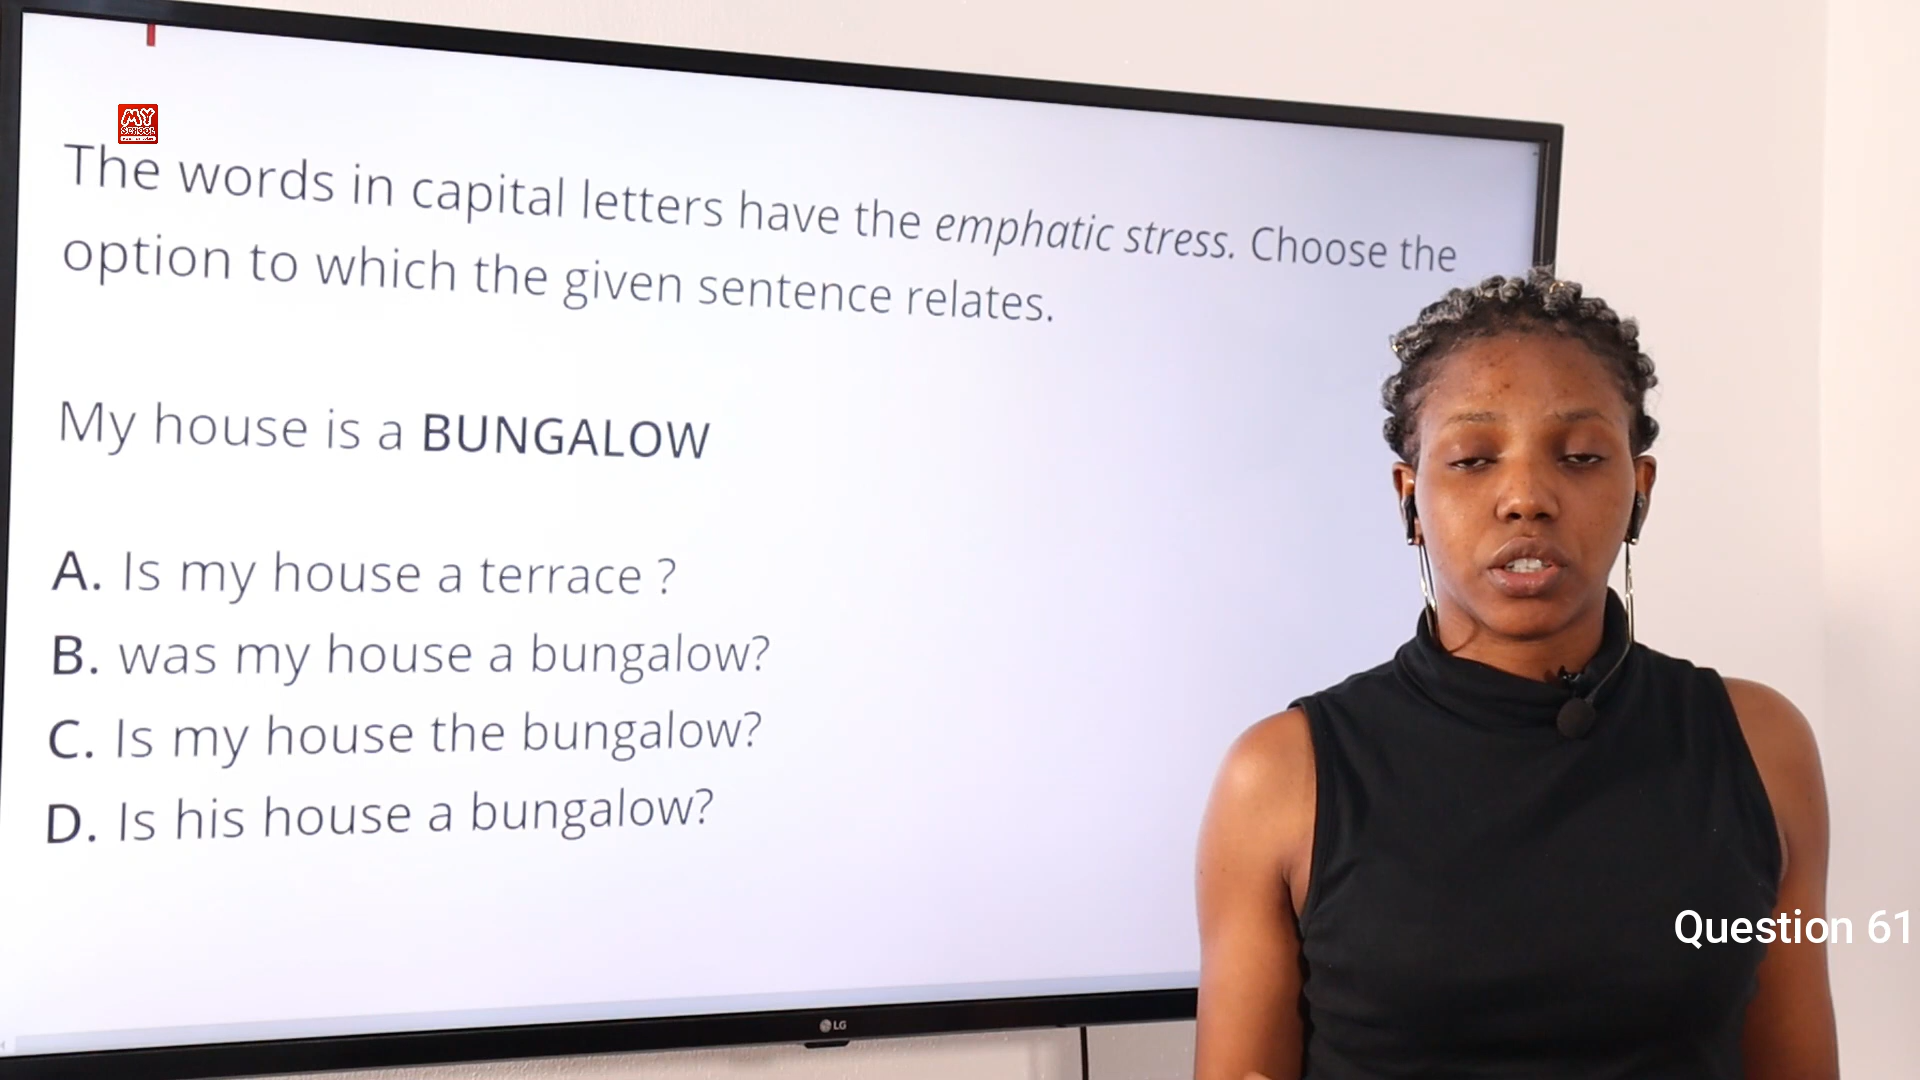 MY
SCHOOL
The words in capital letters have the emphatic stress. Choose the
option to which the given sentence relates.
My house is a BUNGALOW
A. Is my house a terrace ?
B. was my house a bungalow?
C. Is my house the bungalow?
D. Is his house a bungalow?
Question 61
LG